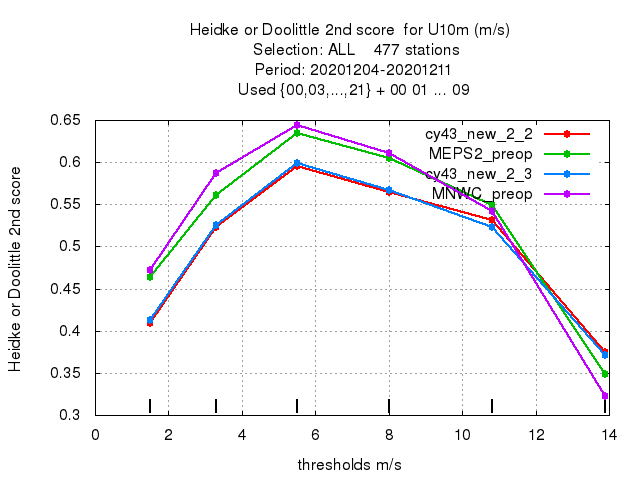 Heidke or Doolittle 2nd score for U10m (m/s)
Selection: ALL 477 stations
Period: 20201204-20201211
Used {00,03,...,21} + 00 01 ... 09
cy43_new_2_2
MEPS2_preop
cy43_new_2_3
MNWC_preop
Heidke or Doolittle 2nd score
0.65
0.6
0.55
0.5
0.45
0.4
0.35
0.3
0 2 4 6 8 10 12 14
thresholds m/s